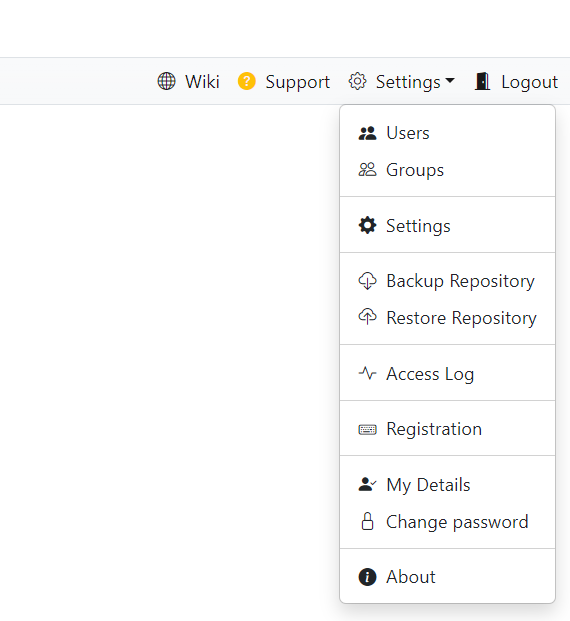 Wiki Support Settings Logout
Users
Groups
Settings
Backup Repository
Restore Repository
Access Log
Registration
My Details
Change password
About